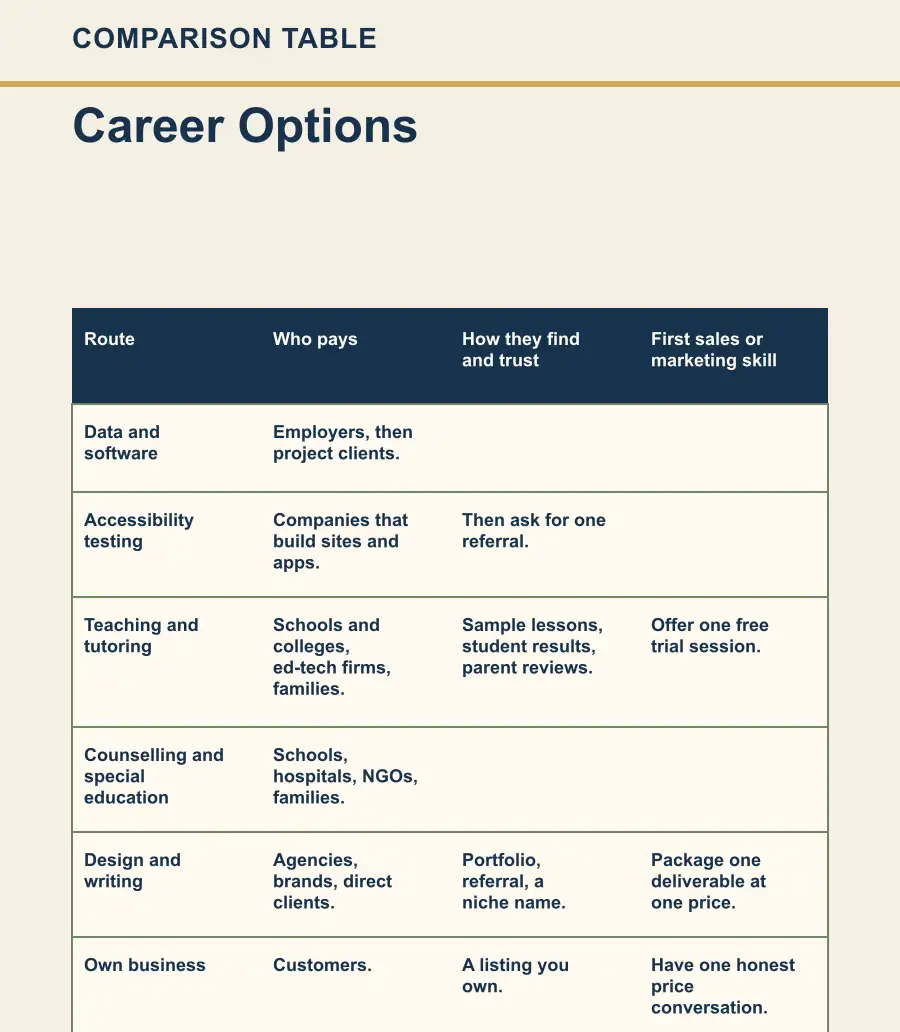 COMPARISON TABLE
Career Options
Route
Who pays
How they find
and trust
First sales or
marketing skill
Data and
software
Employers, then
project clients.
Accessibility
testing
Companies that
build sites and
apps.
Then ask for one
referral.
Teaching and
tutoring
Schools and
colleges,
ed-tech firms,
families.
Sample lessons,
student results,
parent reviews.
Offer one free
trial session.
Counselling and
special
education
Schools,
hospitals, NGOs,
families.
Design and
writing
Agencies,
brands, direct
clients.
Portfolio,
referral, a
niche name.
Package one
deliverable at
one price.
Own business
Customers.
A listing you
own.
Have one honest
price
conversation.